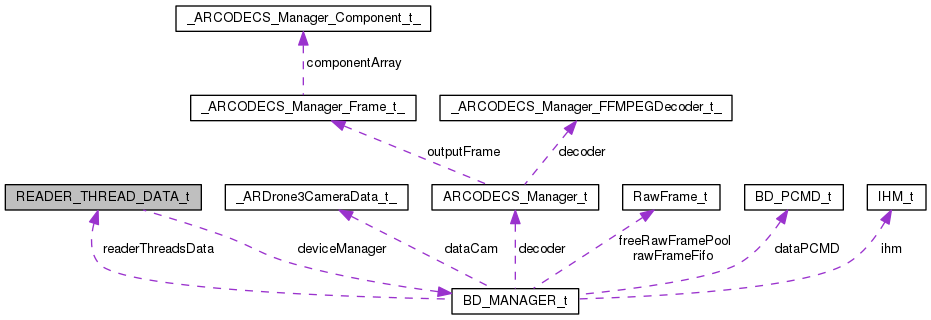 _ARCODECS_Manager_Component_t_
componentArray
_ARCODECS_Manager_Frame_t_
_ARCODECS_Manager_FFMPEGDecoder_t_
outputFrame
decoder
READER_THREAD_DATA_t
_ARDrone3CameraData_t_
ARCODECS_Manager_t
RawFrame_t
BD_PCMD_t
IHM_t
readerThreadsData
deviceManager
dataCam
decoder
freeRawFramePool
rawFrameFifo
dataPCMD
ihm
BD_MANAGER_t